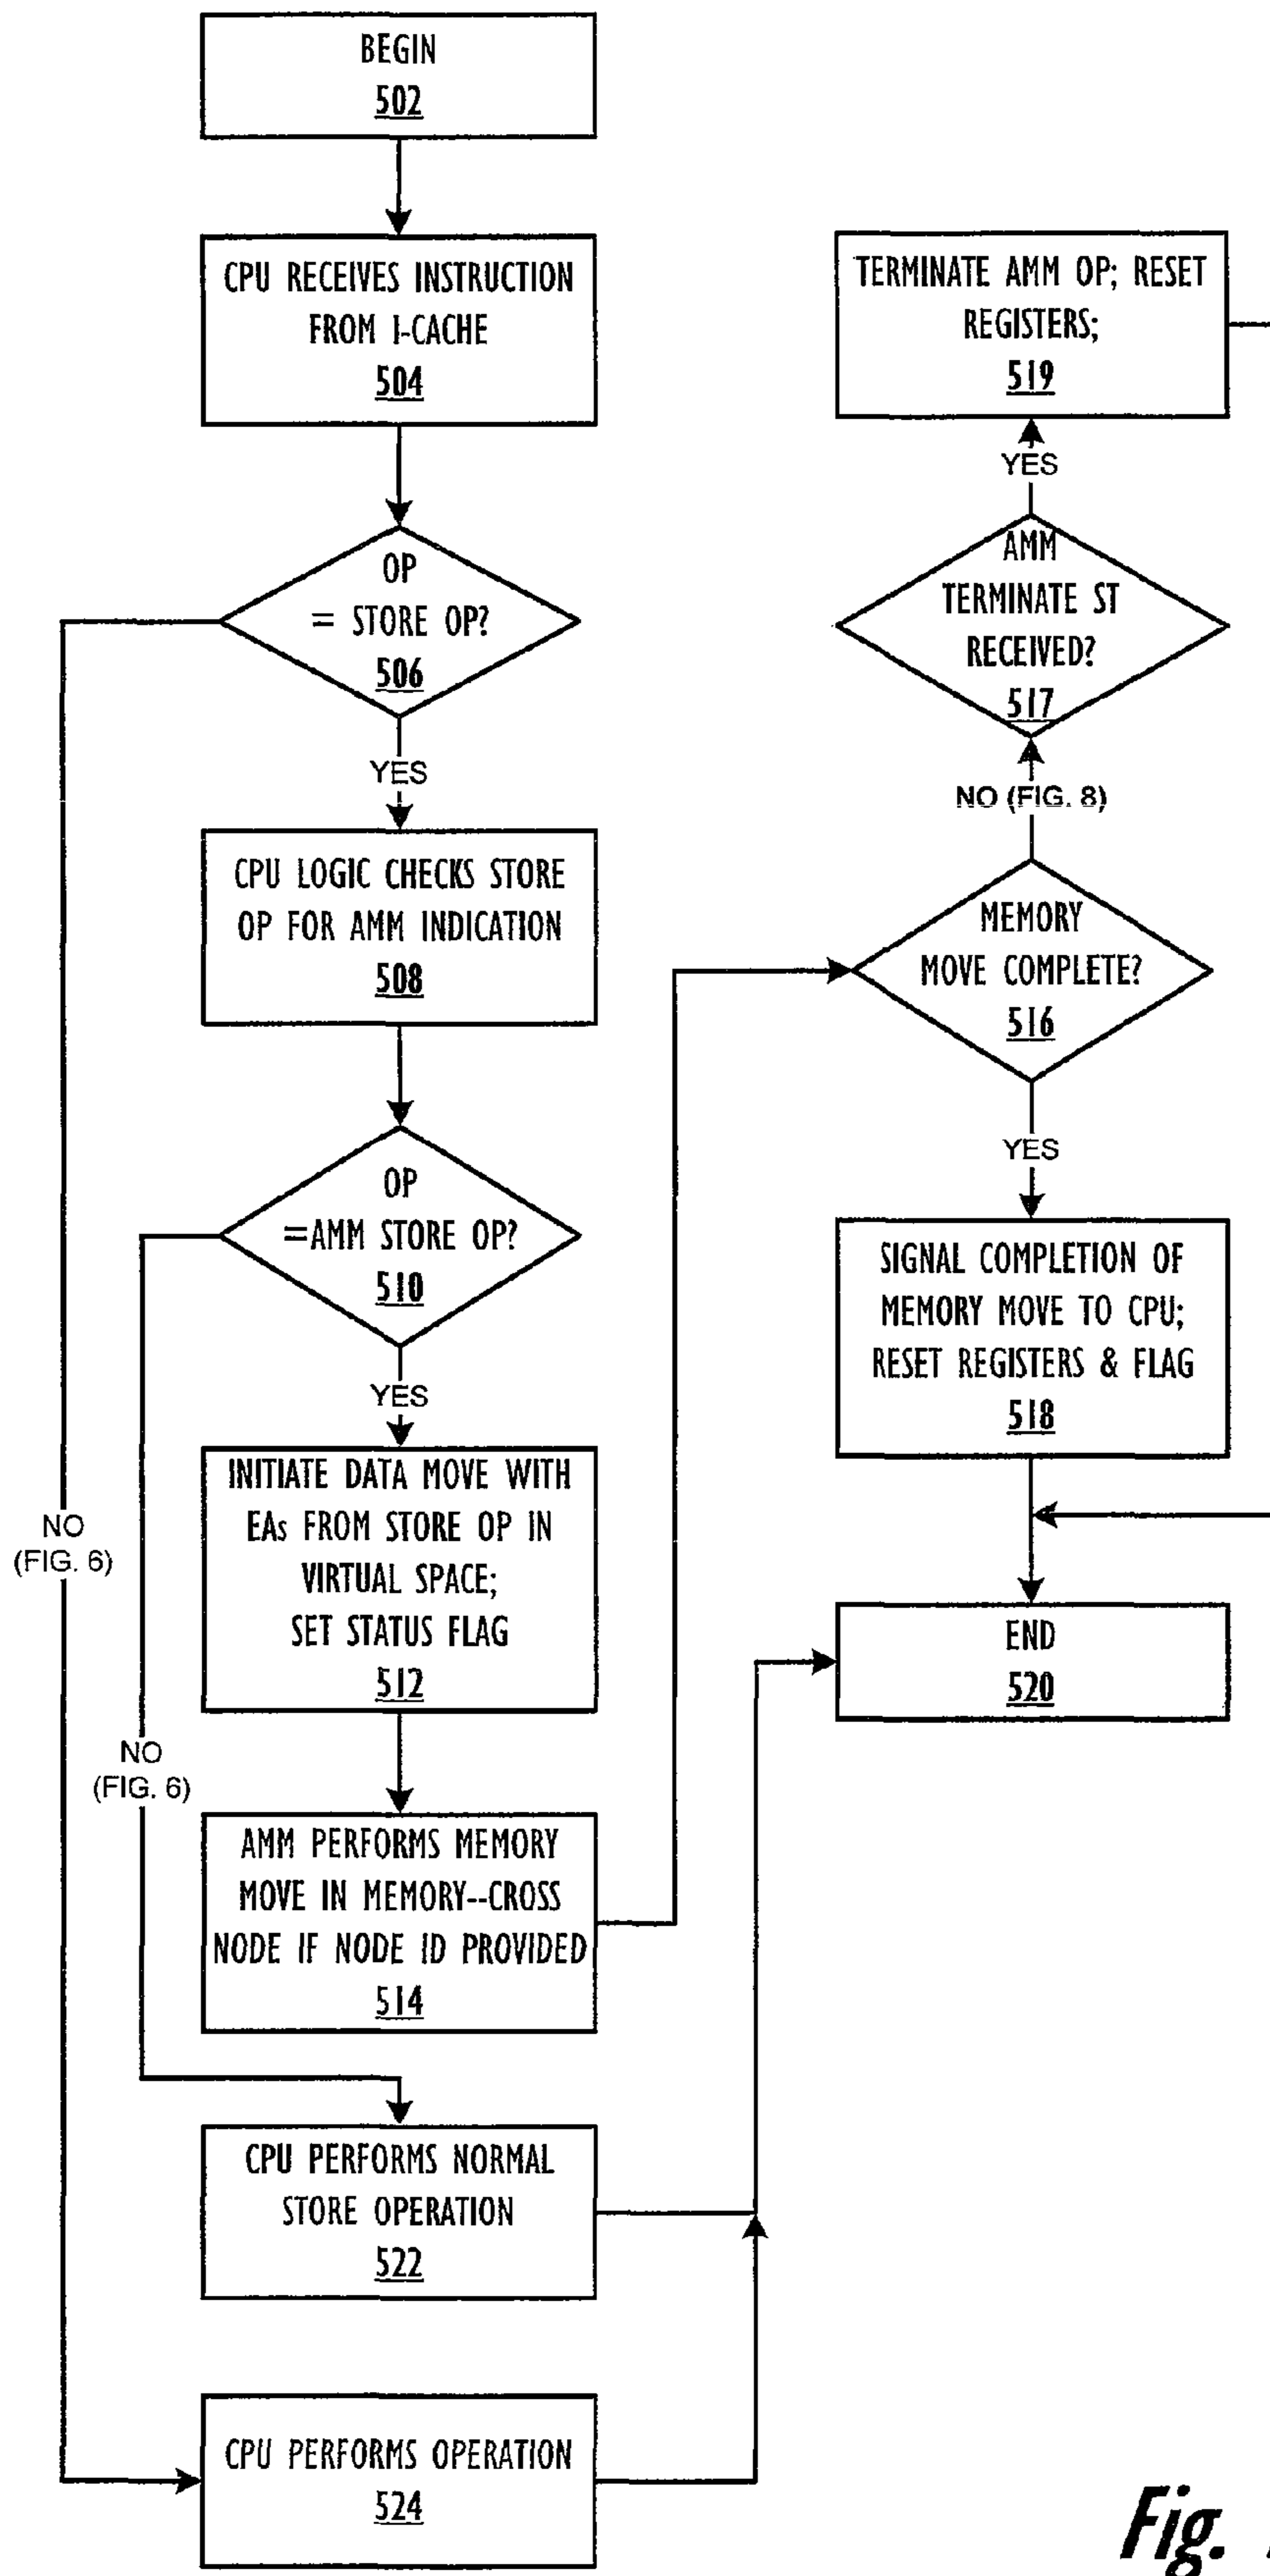 BEGIN
502
CPU RECEIVES INSTRUCTION
FROM I-CACHE
504
OP
= STORE OP?
506
YES
CPU LOGIC CHECKS STORE
OP FOR AMM INDICATION
508
OP
=AMM STORE OP?
510
YES
INITIATE DATA MOVE WITH
EAs FROM STORE OP IN
VIRTUAL SPACE;
SET STATUS FLAG
512
NO
(FIG. 6)
NO
(FIG. 6)
AMM PERFORMS MEMORY
MOVE IN MEMORY--CROSS
NODE IF NODE ID PROVIDED
514
CPU PERFORMS NORMAL
STORE OPERATION
522
CPU PERFORMS OPERATION
524
TERMINATE AMM OP; RESET
REGISTERS;
519
YES
AMM
TERMINATE ST
RECEIVED?
517
NO (FIG. 8)
MEMORY
MOVE COMPLETE?
516
YES
SIGNAL COMPLETION OF
MEMORY MOVE TO CPU;
RESET REGISTERS & FLAG
518
END
520
Fig.